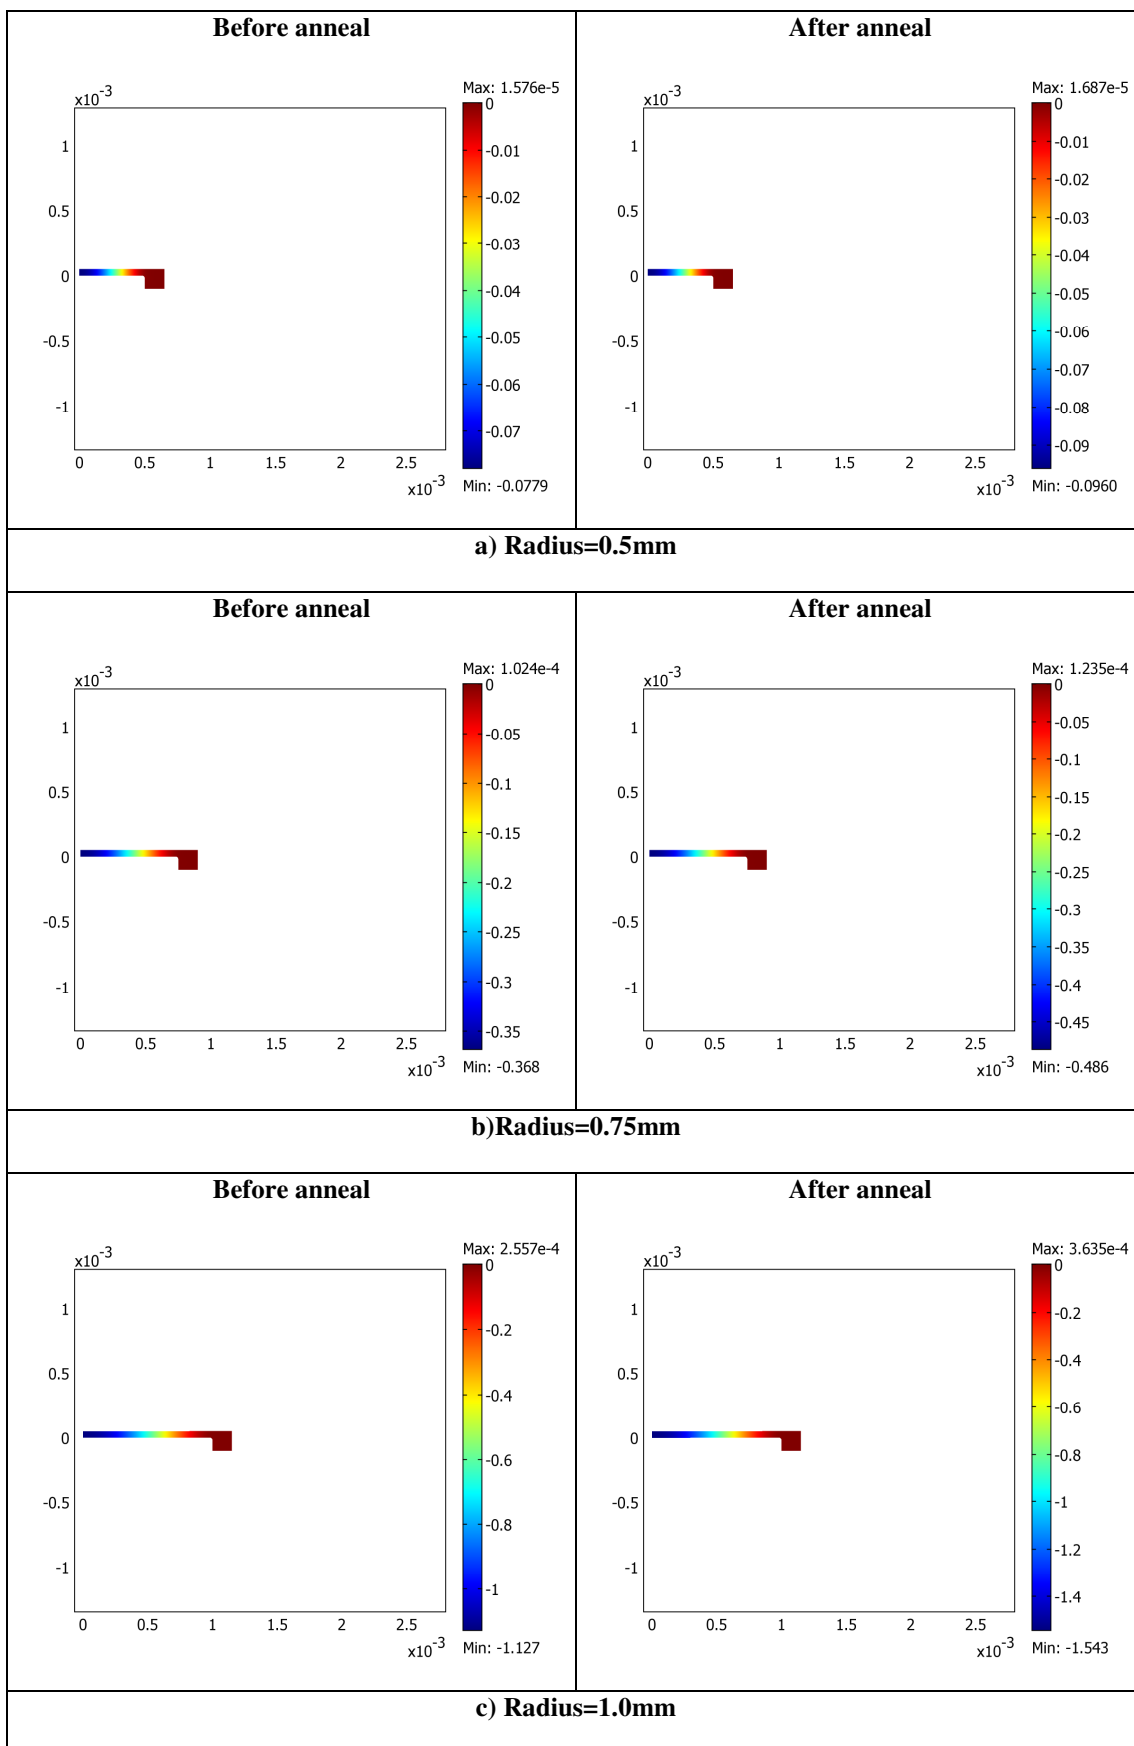 Before anneal
After anneal
x10-3
1
0.5
0
-0.5
-1
0 0.5 1 1.5 2 2.5
x10-3
Max: 1.576e-5
0
-0.01
-0.02
-0.03
-0.04
-0.05
-0.06
-0.07
Min: -0.0779
x10-3
1
0.5
0
-0.5
-1
0 0.5 1 1.5 2 2.5
x10-3
Max: 1.687e-5
0
-0.01
-0.02
-0.03
-0.04
-0.05
-0.06
-0.07
-0.08
-0.09
Min: -0.0960
a) Radius=0.5mm
Before anneal
After anneal
x10-3
1
0.5
0
-0.5
-1
0 0.5 1 1.5 2 2.5
x10-3
Max: 1.024e-4
0
-0.05
-0.1
-0.15
-0.2
-0.25
-0.3
-0.35
Min: -0.368
x10-3
1
0.5
0
-0.5
-1
0 0.5 1 1.5 2 2.5
x10-3
Max: 1.235e-4
0
-0.05
-0.1
-0.15
-0.2
-0.25
-0.3
-0.35
-0.4
-0.45
Min: -0.486
b)Radius=0.75mm
Before anneal
After anneal
x10-3
1
0.5
0
-0.5
-1
0 0.5 1 1.5 2 2.5
x10-3
Max: 2.557e-4
0
-0.2
-0.4
-0.6
-0.8
-1
Min: -1.127
x10-3
1
0.5
0
-0.5
-1
0 0.5 1 1.5 2 2.5
x10-3
Max: 3.635e-4
0
-0.2
-0.4
-0.6
-0.8
-1
-1.2
-1.4
Min: -1.543
c) Radius=1.0mm